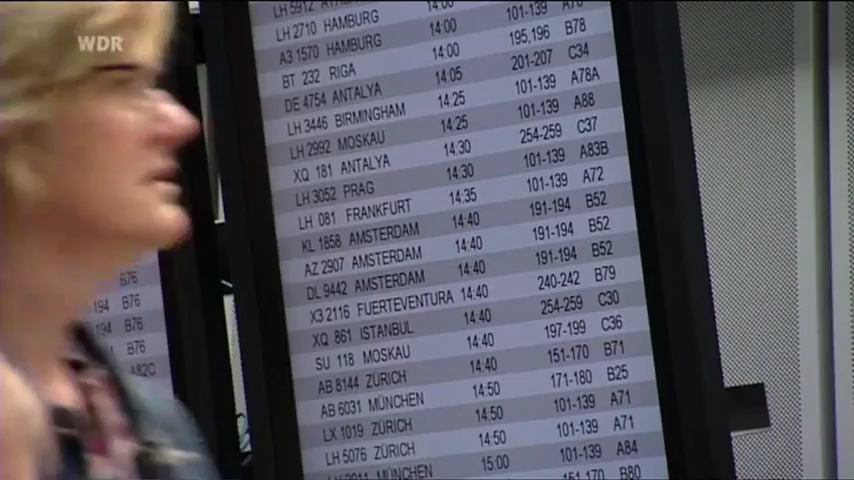 WDR
LH 5912
LH 2710 HAMBURG 14:00
A3 1570 HAMBURG 14:00 101-139
BT 232 RIGA 14:00 195,196 B78
DE 4754 ANTALYA 14:05 201-207 C34
LH 3446 BIRMINGHAM 14:25 101-139 A78A
LH 2992 MOSKAU 14:25 101-139 A88
XQ 181 ANTALYA 14:30 254-259 C37
LH 3052 PRAG 14:30 101-139 A83B
LH 081 FRANKFURT 14:35 101-139 A72
KL 1858 AMSTERDAM 14:40 191-194 B52
AZ 2907 AMSTERDAM 14:40 191-194 B52
DL 9442 AMSTERDAM 14:40 191-194 B52
X3 2116 FUERTEVENTURA 14:40 240-242 B79
XQ 861 ISTANBUL 14:40 254-259 C30
SU 118 MOSKAU 14:40 197-199 C36
AB 8144 ZÜRICH 14:40 151-170 B71
AB 6031 MÜNCHEN 14:50 171-180 B25
LX 1019 ZÜRICH 14:50 101-139 A71
LH 5076 ZÜRICH 14:50 101-139 A71
MÜNCHEN 15:00 101-139 A84
151-170 B80
B76
194 B76
194 B76
B76
A82C